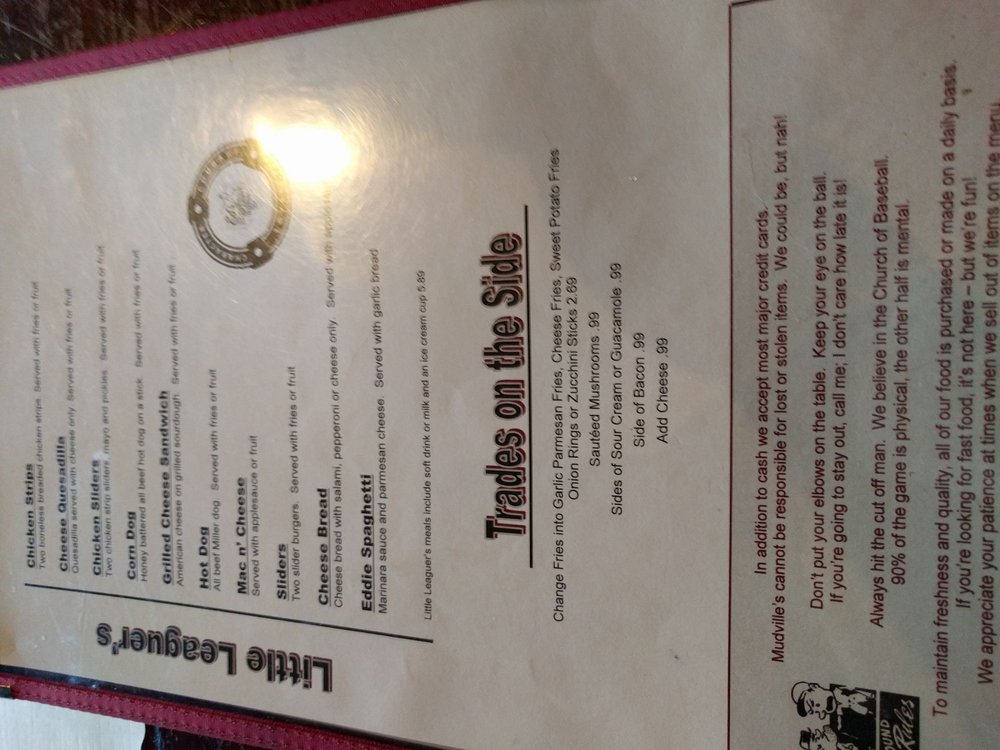 Little Leaguer's
Chicken Strips
Two boneless breaded chicken strips. Served with fries or fruit
Cheese Quesadilla
Quesadilla served with cheese only. Served with fries or fruit
Chicken Sliders
Two chicken strip sliders, mayo and pickles. Served with fries or fruit
Corn Dog
Honey battered all beef hot dog on a stick. Served with fries or fruit
Grilled Cheese Sandwich
American cheese on grilled sourdough. Served with fries or fruit
Hot Dog
All beef Miller dog. Served with fries or fruit
Mac n' Cheese
Served with applesauce or fruit
Sliders
Two slider burgers. Served with fries or fruit
Cheese Bread
Cheese bread with salami, pepperoni or cheese only. Served with
Eddie Spaghetti
Marinara sauce and parmesan cheese. Served with garlic bread
Little Leaguer's meals include soft drink or milk and an ice cream cup 5.89
Trades on the Side
Change Fries into Garlic Parmesan Fries, Cheese Fries, Sweet Potato Fries
Onion Rings or Zucchini Sticks 2.69
Sautéed Mushrooms .99
Sides of Sour Cream or Guacamole .99
Side of Bacon .99
Add Cheese .99
In addition to cash we accept most major credit cards.
Mudville's cannot be responsible for lost or stolen items. We could be, but nah!
Don't put your elbows on the table. Keep your eye on the ball.
If you're going to stay out, call me; I don't care how late it is!
Always hit the cut off man. We believe in the Church of Baseball.
90% of the game is physical, the other half is mental.
To maintain freshness and quality, all of our food is purchased or made on a daily basis.
If you're looking for fast food, it's not here – but we're fun!
We appreciate your patience at times when we sell out of items on the menu
OUND
Rules